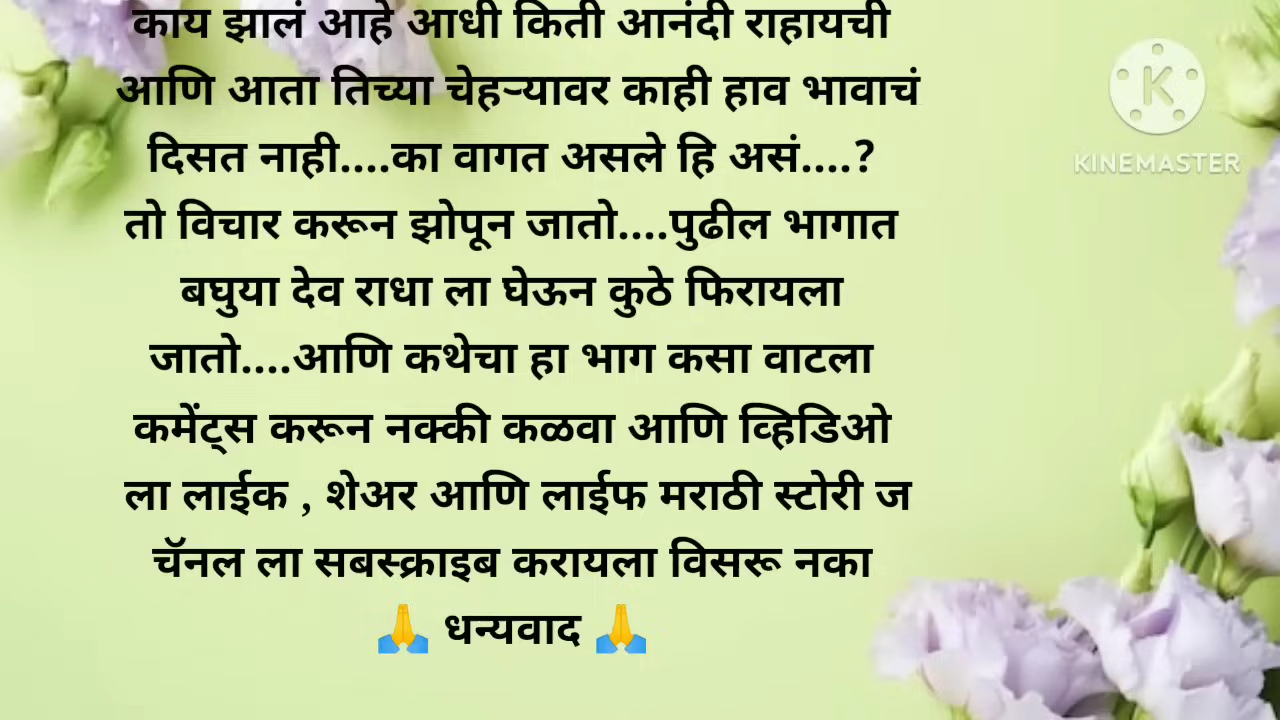 काय झालं आहे आधी किती आनंदी राहायची
आणि आता तिच्या चेहऱ्यावर काही हाव भावाचं
दिसत नाही....का वागत असले हि असं....?
तो विचार करून झोपून जातो....पुढील भागात
बघुया देव राधा ला घेऊन कुठे फिरायला
जातो....आणि कथेचा हा भाग कसा वाटला
कमेंट्स करून नक्की कळवा आणि व्हिडिओ
ला लाईक , शेअर आणि लाईफ मराठी स्टोरी ज
चॅनल ला सबस्क्राइब करायला विसरू नका
🙏 धन्यवाद 🙏
K
KINEMASTER